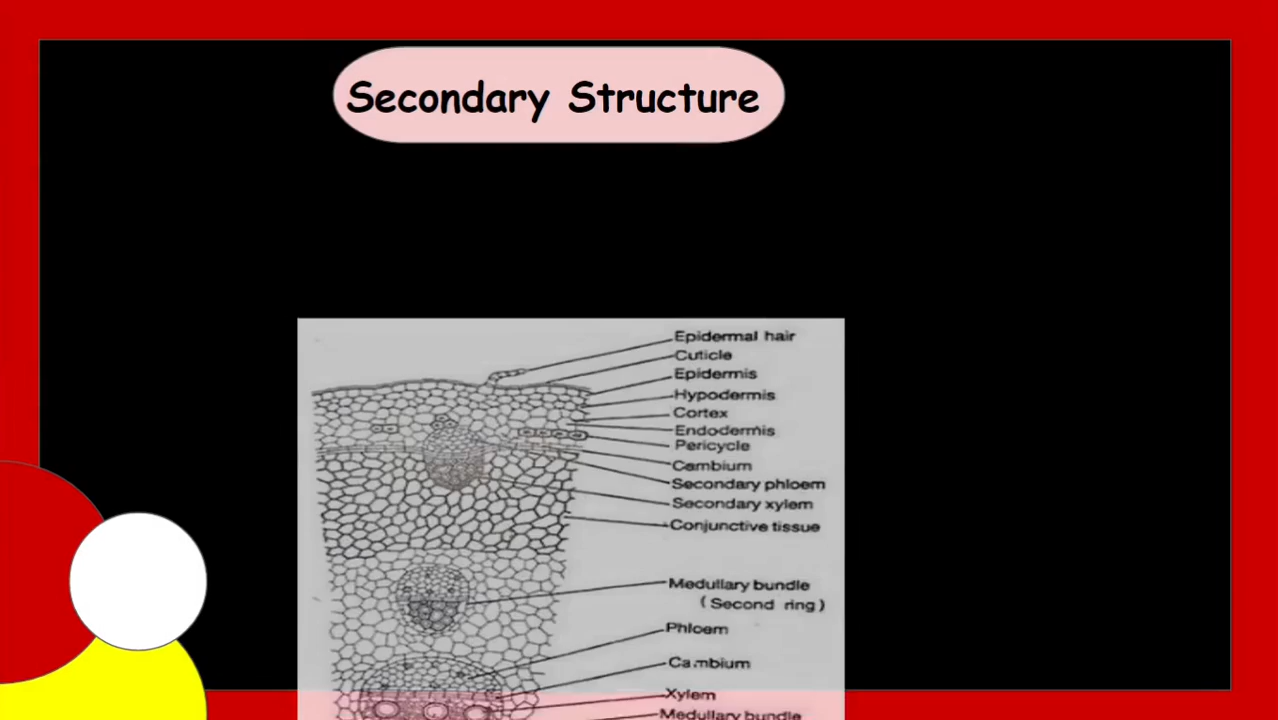 Secondary Structure
Epidermal hair
Cuticle
Epidermis
Hypodermis
Cortex
Endodermis
Pericycle
Cambium
Secondary phloem
Secondary xylem
Conjunctive tissue
Medullary bundle
(Second ring)
Phloem
Cambium
Xylem
Medullary bundle